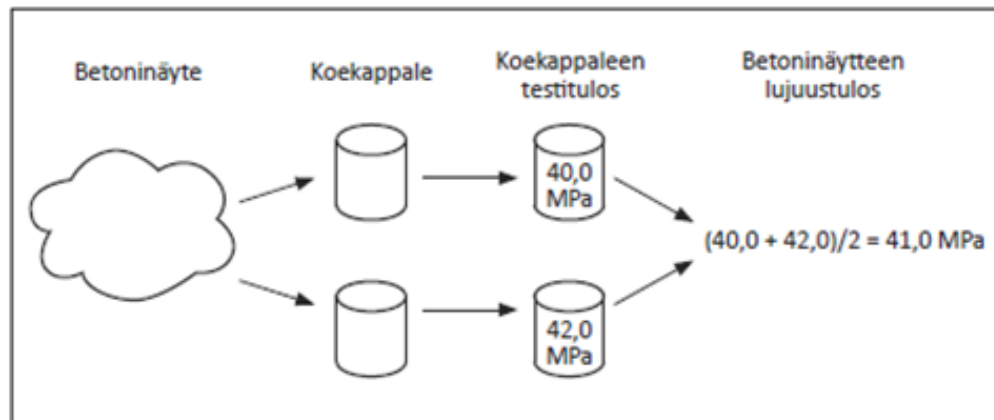 Betoninäyte
Koekappale
Koekappaleen
testitulos
Betoninäytteen
lujuustulos
40,0
MPa
(40,0 + 42,0)/2 = 41,0 MPa
42,0
MPa